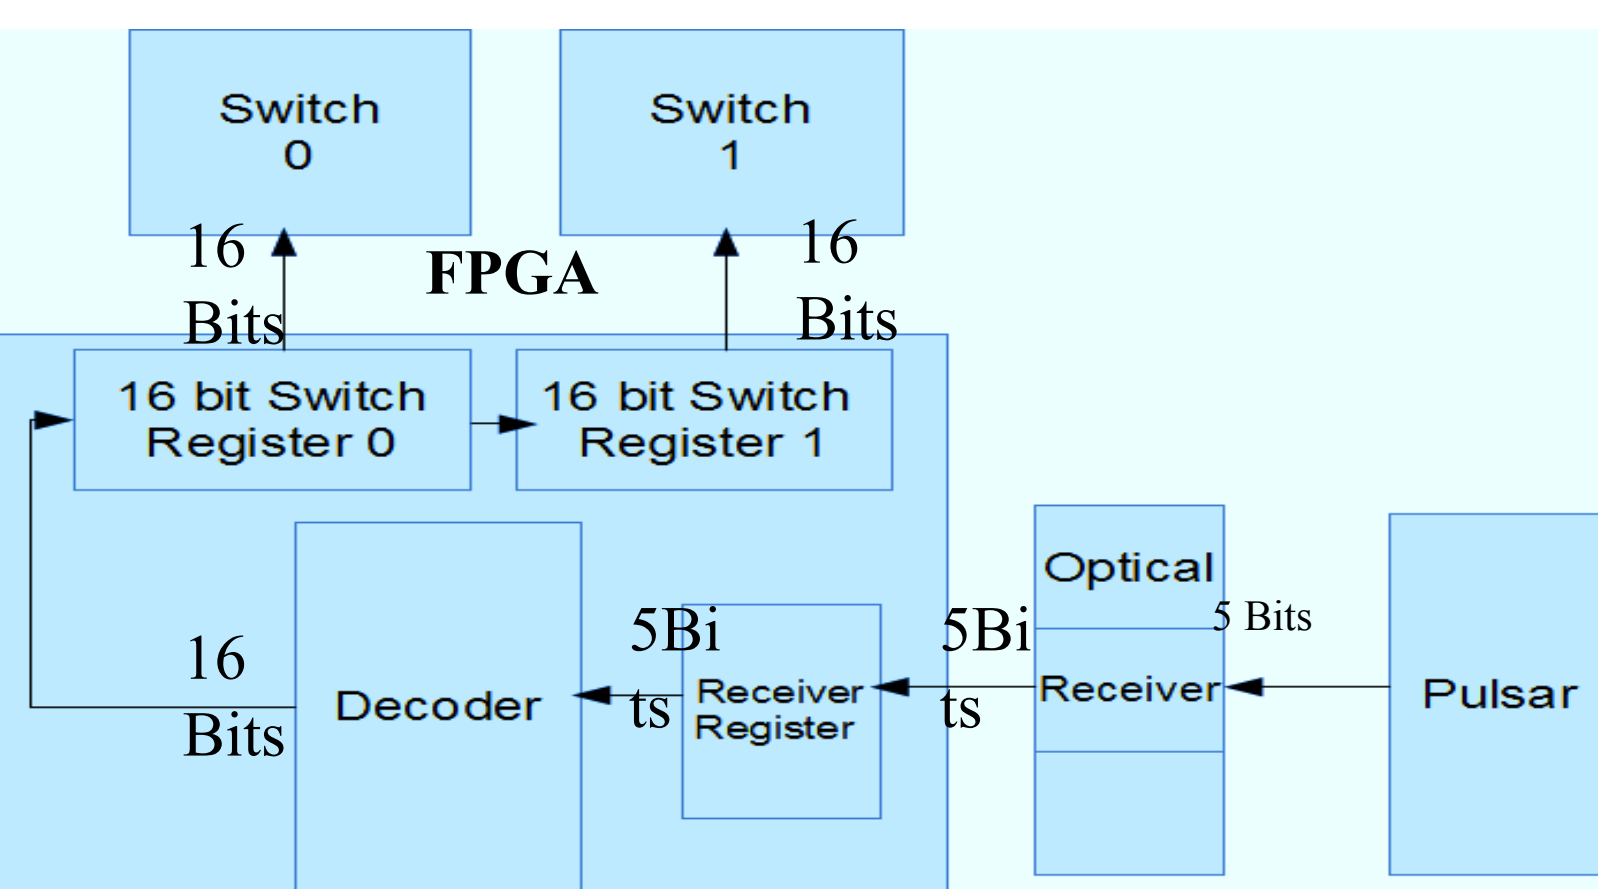 Switch
0
Switch
1
16
Bits
FPGA
16
Bits
16 bit Switch
Register 0
16 bit Switch
Register 1
Optical
Receiver
5 Bits
Pulsar
5Bi
ts
Receiver
Register
5Bi
ts
Decoder
16
Bits